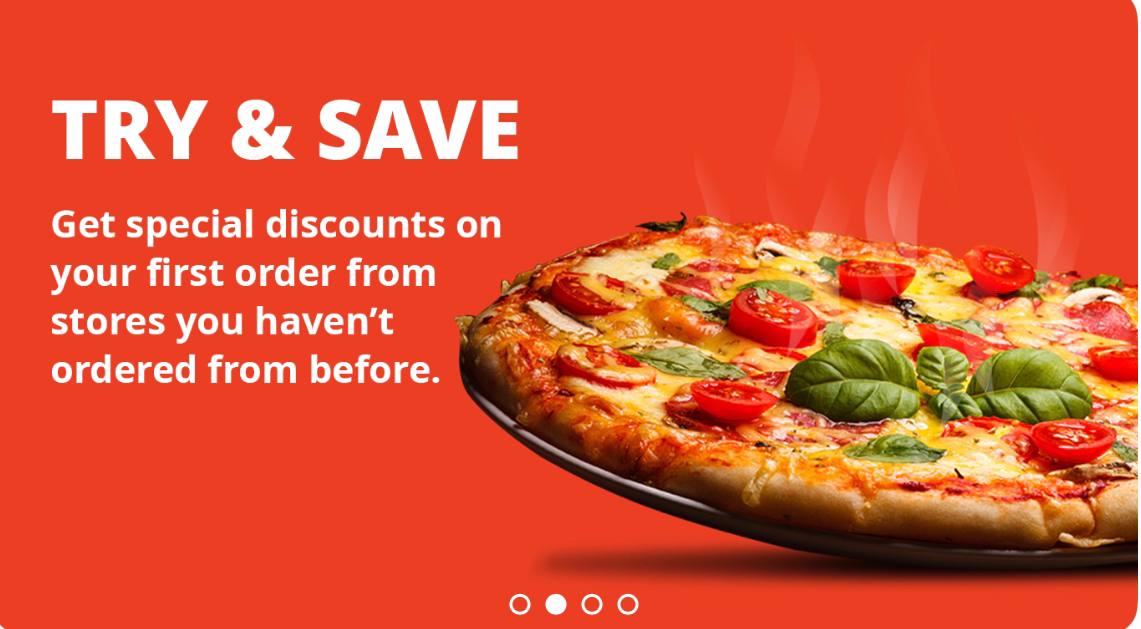 TRY & SAVE
Get special discounts on
your first order from
stores you haven’t
ordered from before.